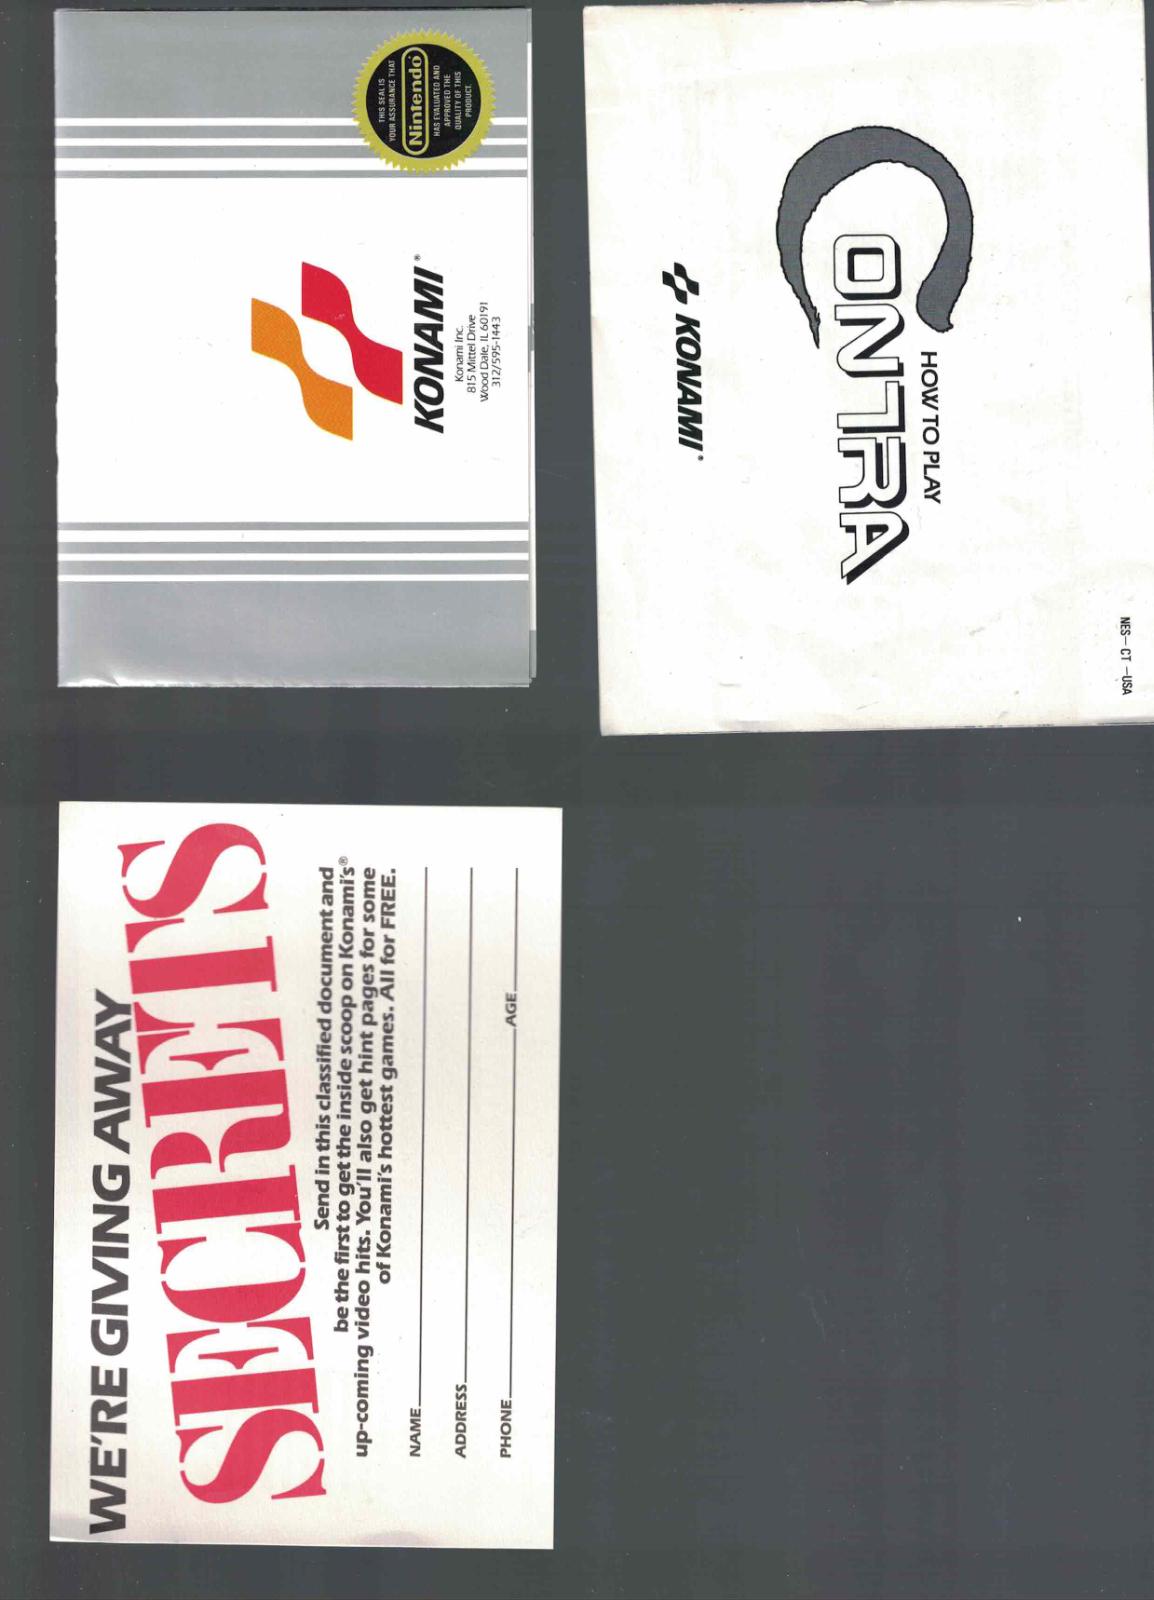 THIS SEAL IS
YOUR ASSURANCE THAT
Nintendo®
HAS EVALUATED AND
APPROVED THE
QUALITY OF THIS
PRODUCT.
KONAMI®
Konami Inc.
815 Mittel Drive
Wood Dale, IL 60191
312/595-1443
NES-CT-USA
HOW TO PLAY
CONTRA
KONAMI®
WE'RE GIVING AWAY
SECRETS
Send in this classified document and
be the first to get the inside scoop on Konami's®
up-coming video hits. You'll also get hint pages for some
of Konami's hottest games. All for FREE.
NAME
ADDRESS
PHONE AGE